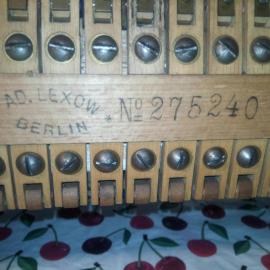 AD. LEXOW
BERLIN
* № 275240